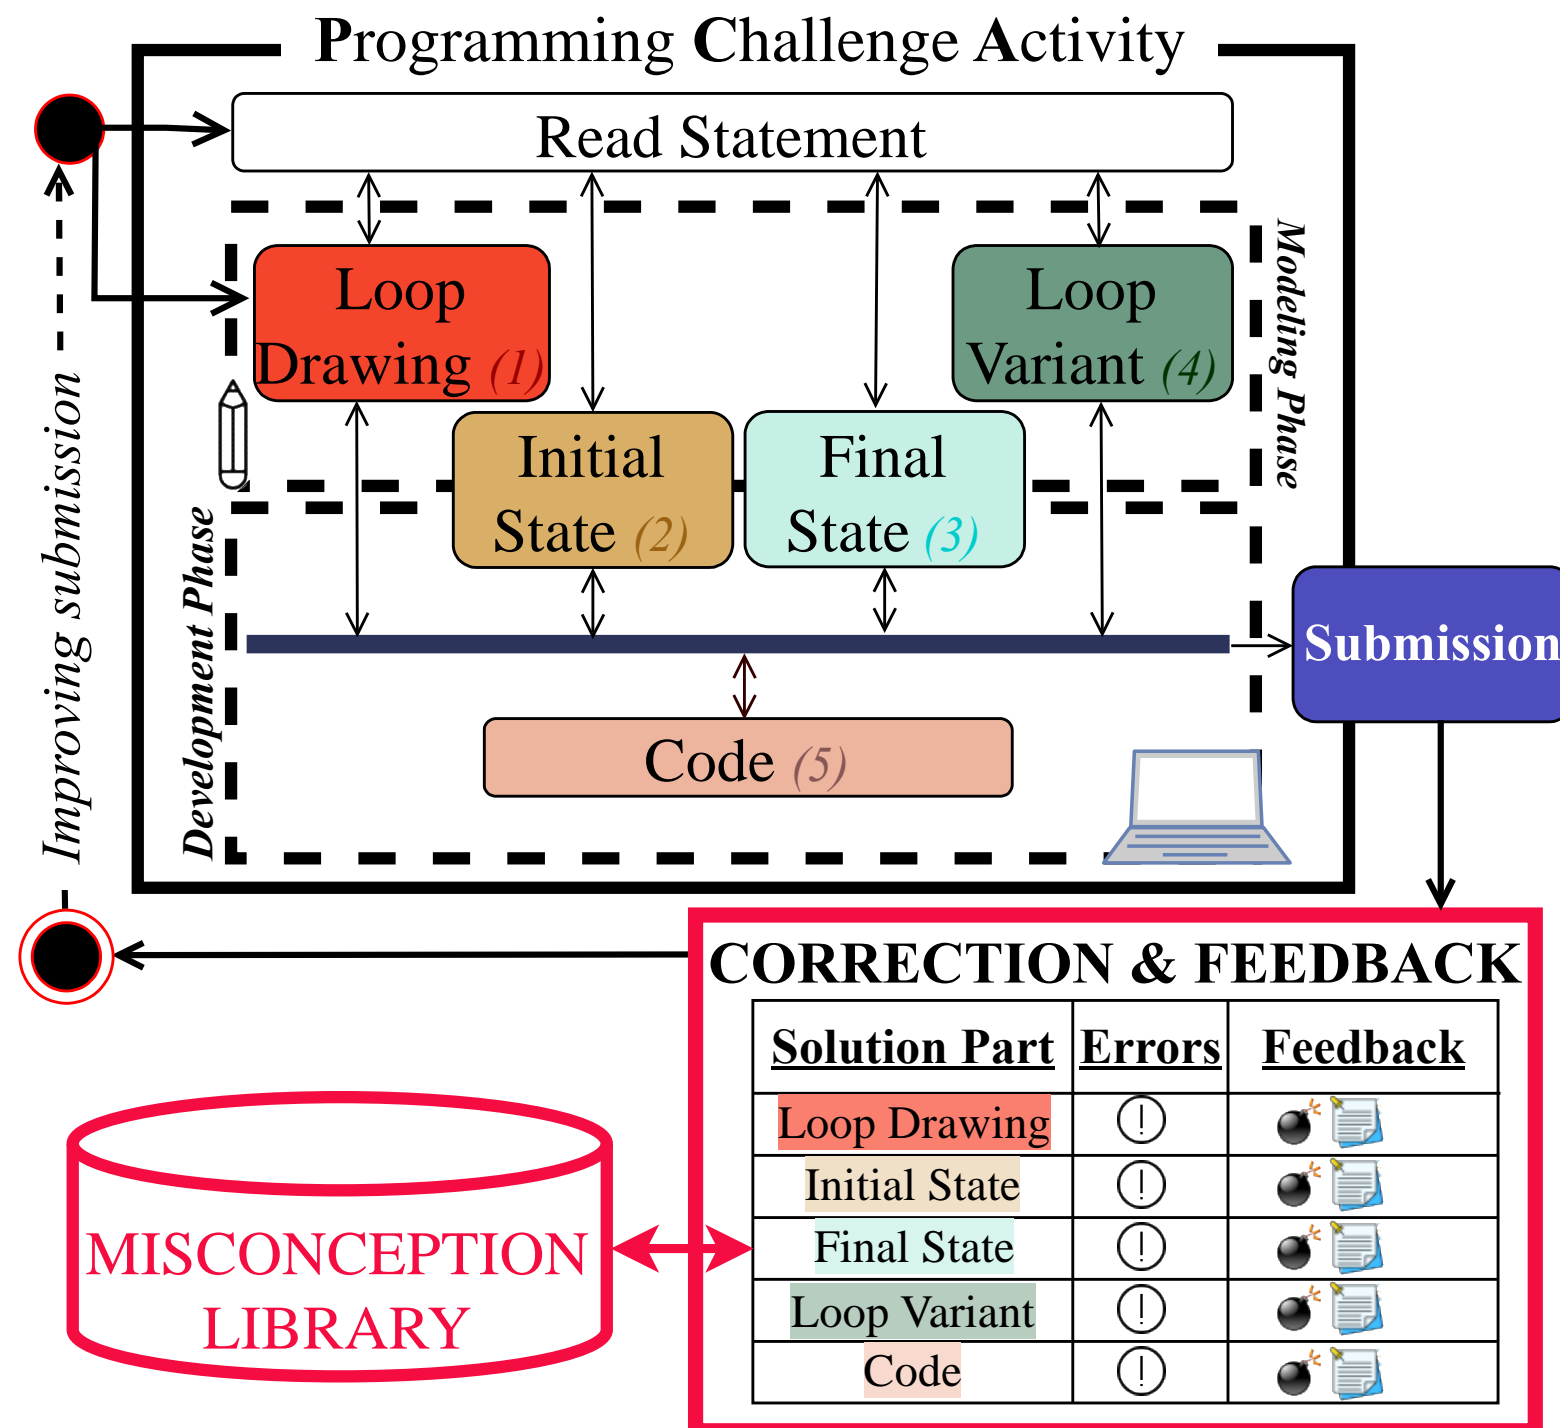 Programming Challenge Activity
Read Statement
Loop
Drawing (1)
Loop
Variant (4)
Modeling Phase
Initial
State (2)
Final
State (3)
Development Phase
Improving submission
Submission
Code (5)
CORRECTION & FEEDBACK
Solution Part Errors Feedback
Loop Drawing
Initial State
Final State
Loop Variant
Code
MISCONCEPTION
LIBRARY